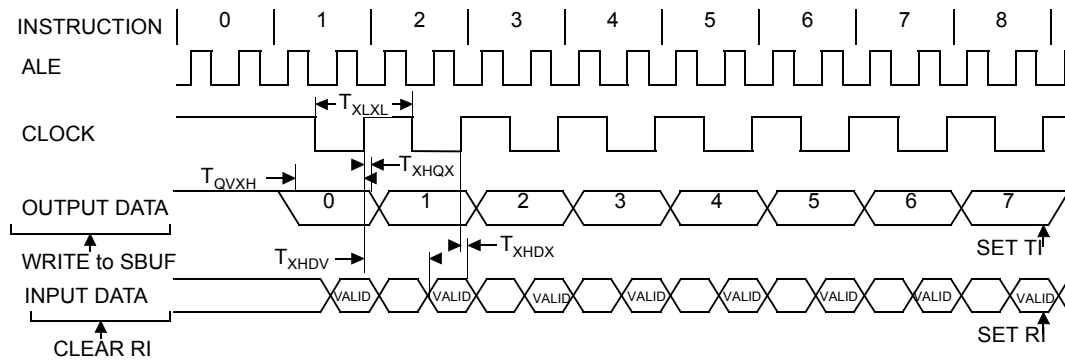 INSTRUCTION 0 1 2 3 4 5 6 7 8
ALE
TXLXL
CLOCK
TXHQX
TQVXH
OUTPUT DATA 0 1 2 3 4 5 6 7
TXHDV TXHDX SET TI
WRITE to SBUF
INPUT DATA VALID VALID VALID VALID VALID VALID VALID VALID
SET RI
CLEAR RI